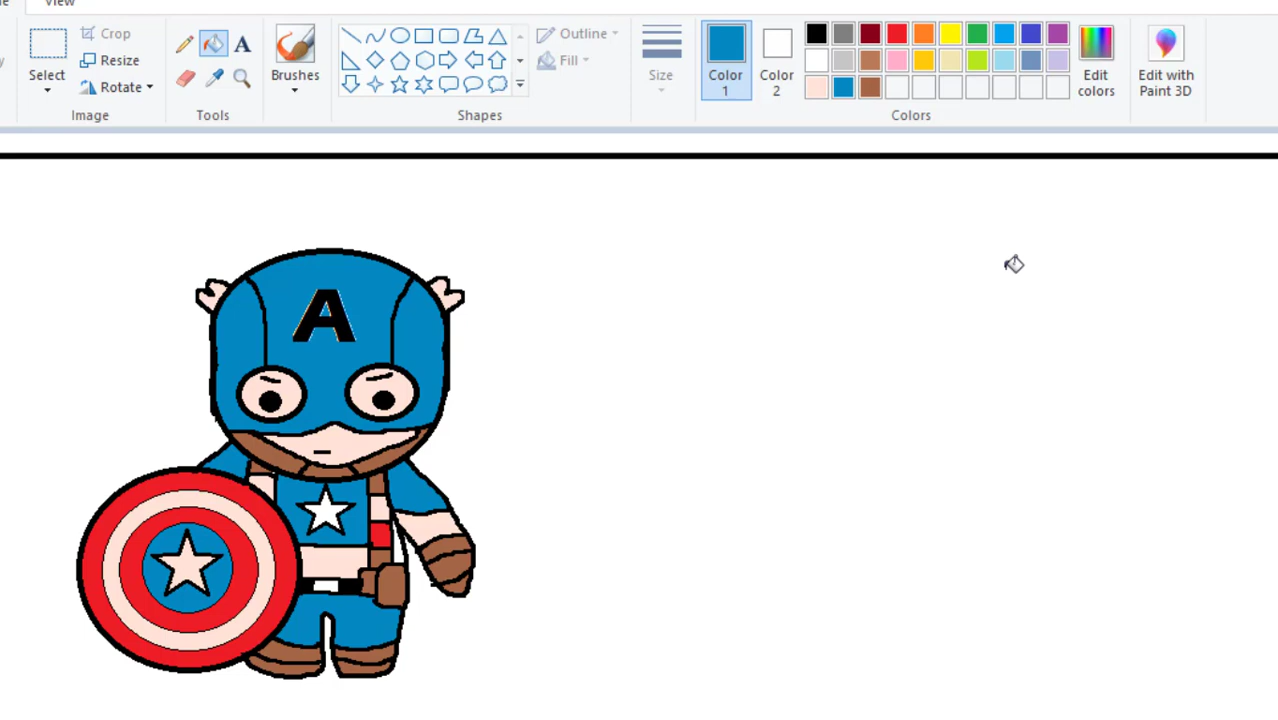 View
Crop
Resize
Rotate
Select
Image
A
Tools
Brushes
Outline
Fill
Shapes
Size
Color 1
Color 2
Edit colors
Colors
Edit with Paint 3D
A